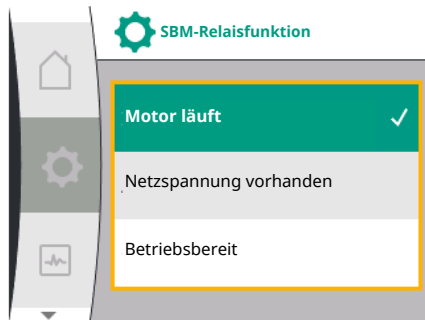 SBM-Relaisfunktion
Motor läuft
Netzspannung vorhanden
Betriebsbereit